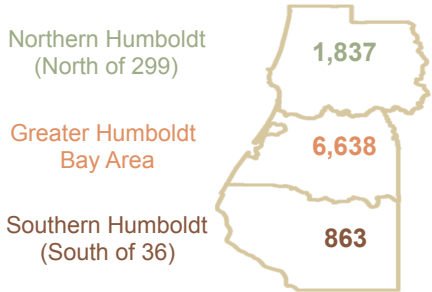 Northern Humboldt
(North of 299)
1,837
Greater Humboldt
Bay Area
6,638
Southern Humboldt
(South of 36)
863